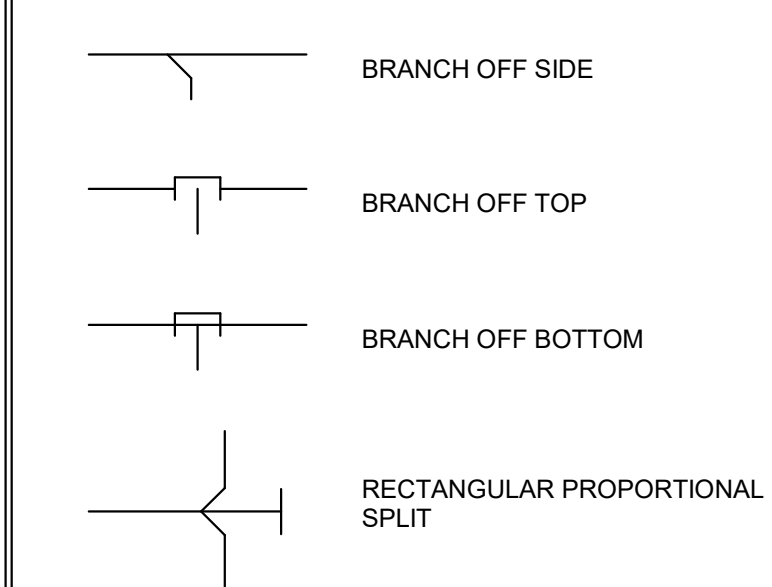 BRANCH OFF SIDE
BRANCH OFF TOP
BRANCH OFF BOTTOM
RECTANGULAR PROPORTIONAL
SPLIT